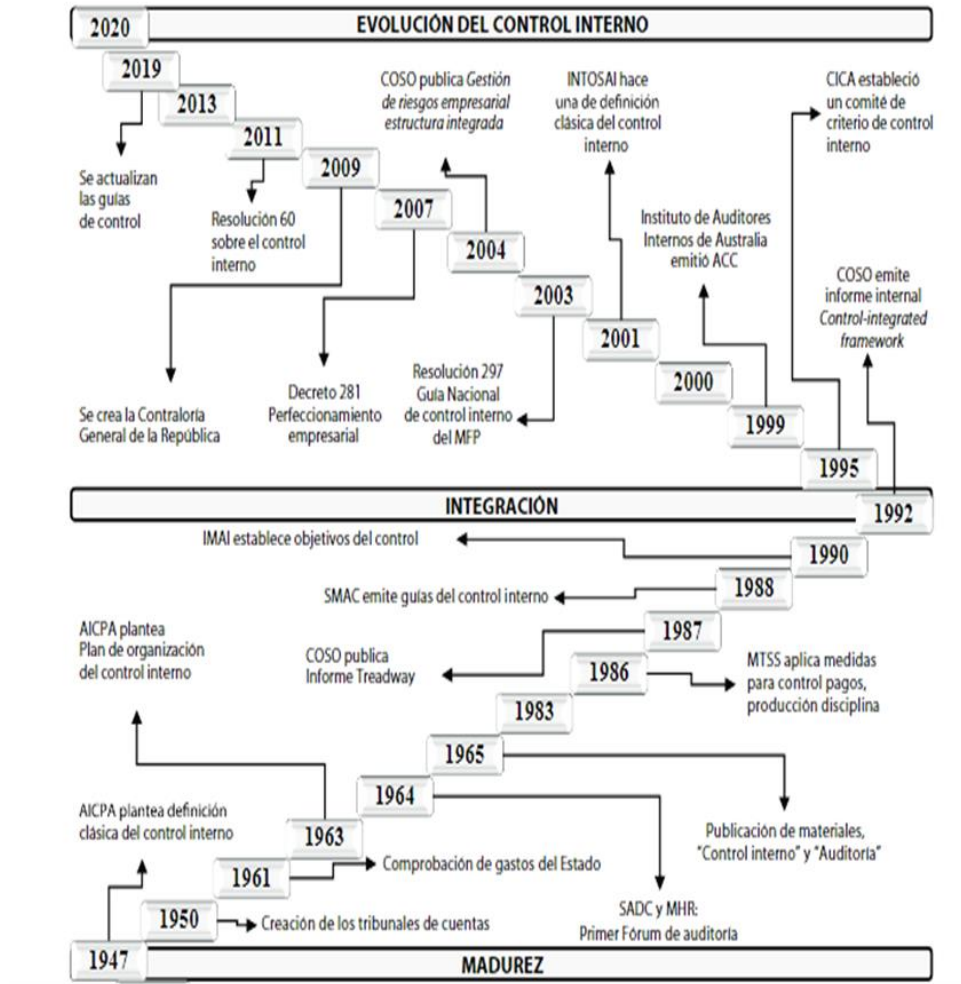 2020
EVOLUCIÓN DEL CONTROL INTERNO
2019
COSO publica Gestión
de riesgos empresarial
estructura integrada
INTOSAI hace
una de definición
clásica del control
interno
CICA estableció
un comité de
criterio de control
interno
2013
2011
2009
Se actualizan
las guías
de control
Resolución 60
sobre el control
interno
2007
2004
Instituto de Auditores
Internos de Australia
emitió ACC
COSO emite
informe internal
Control-integrated
framework
2003
2001
2000
Se crea la Contraloría
General de la República
Decreto 281
Perfeccionamiento
empresarial
Resolución 297
Guía Nacional
de control interno
del MFP
1999
1995
INTEGRACIÓN
1992
IMAI establece objetivos del control
1990
SMAC emite guías del control interno
1988
AICPA plantea
Plan de organización
del control interno
COSO publica
Informe Treadway
1987
1986
MTSS aplica medidas
para control pagos,
producción disciplina
1983
1965
1964
AICPA plantea definición
clásica del control interno
1963
Publicación de materiales,
"Control interno" y "Auditoría"
1961
Comprobación de gastos del Estado
1950
Creación de los tribunales de cuentas
SADC y MHR:
Primer Fórum de auditoría
1947
MADUREZ